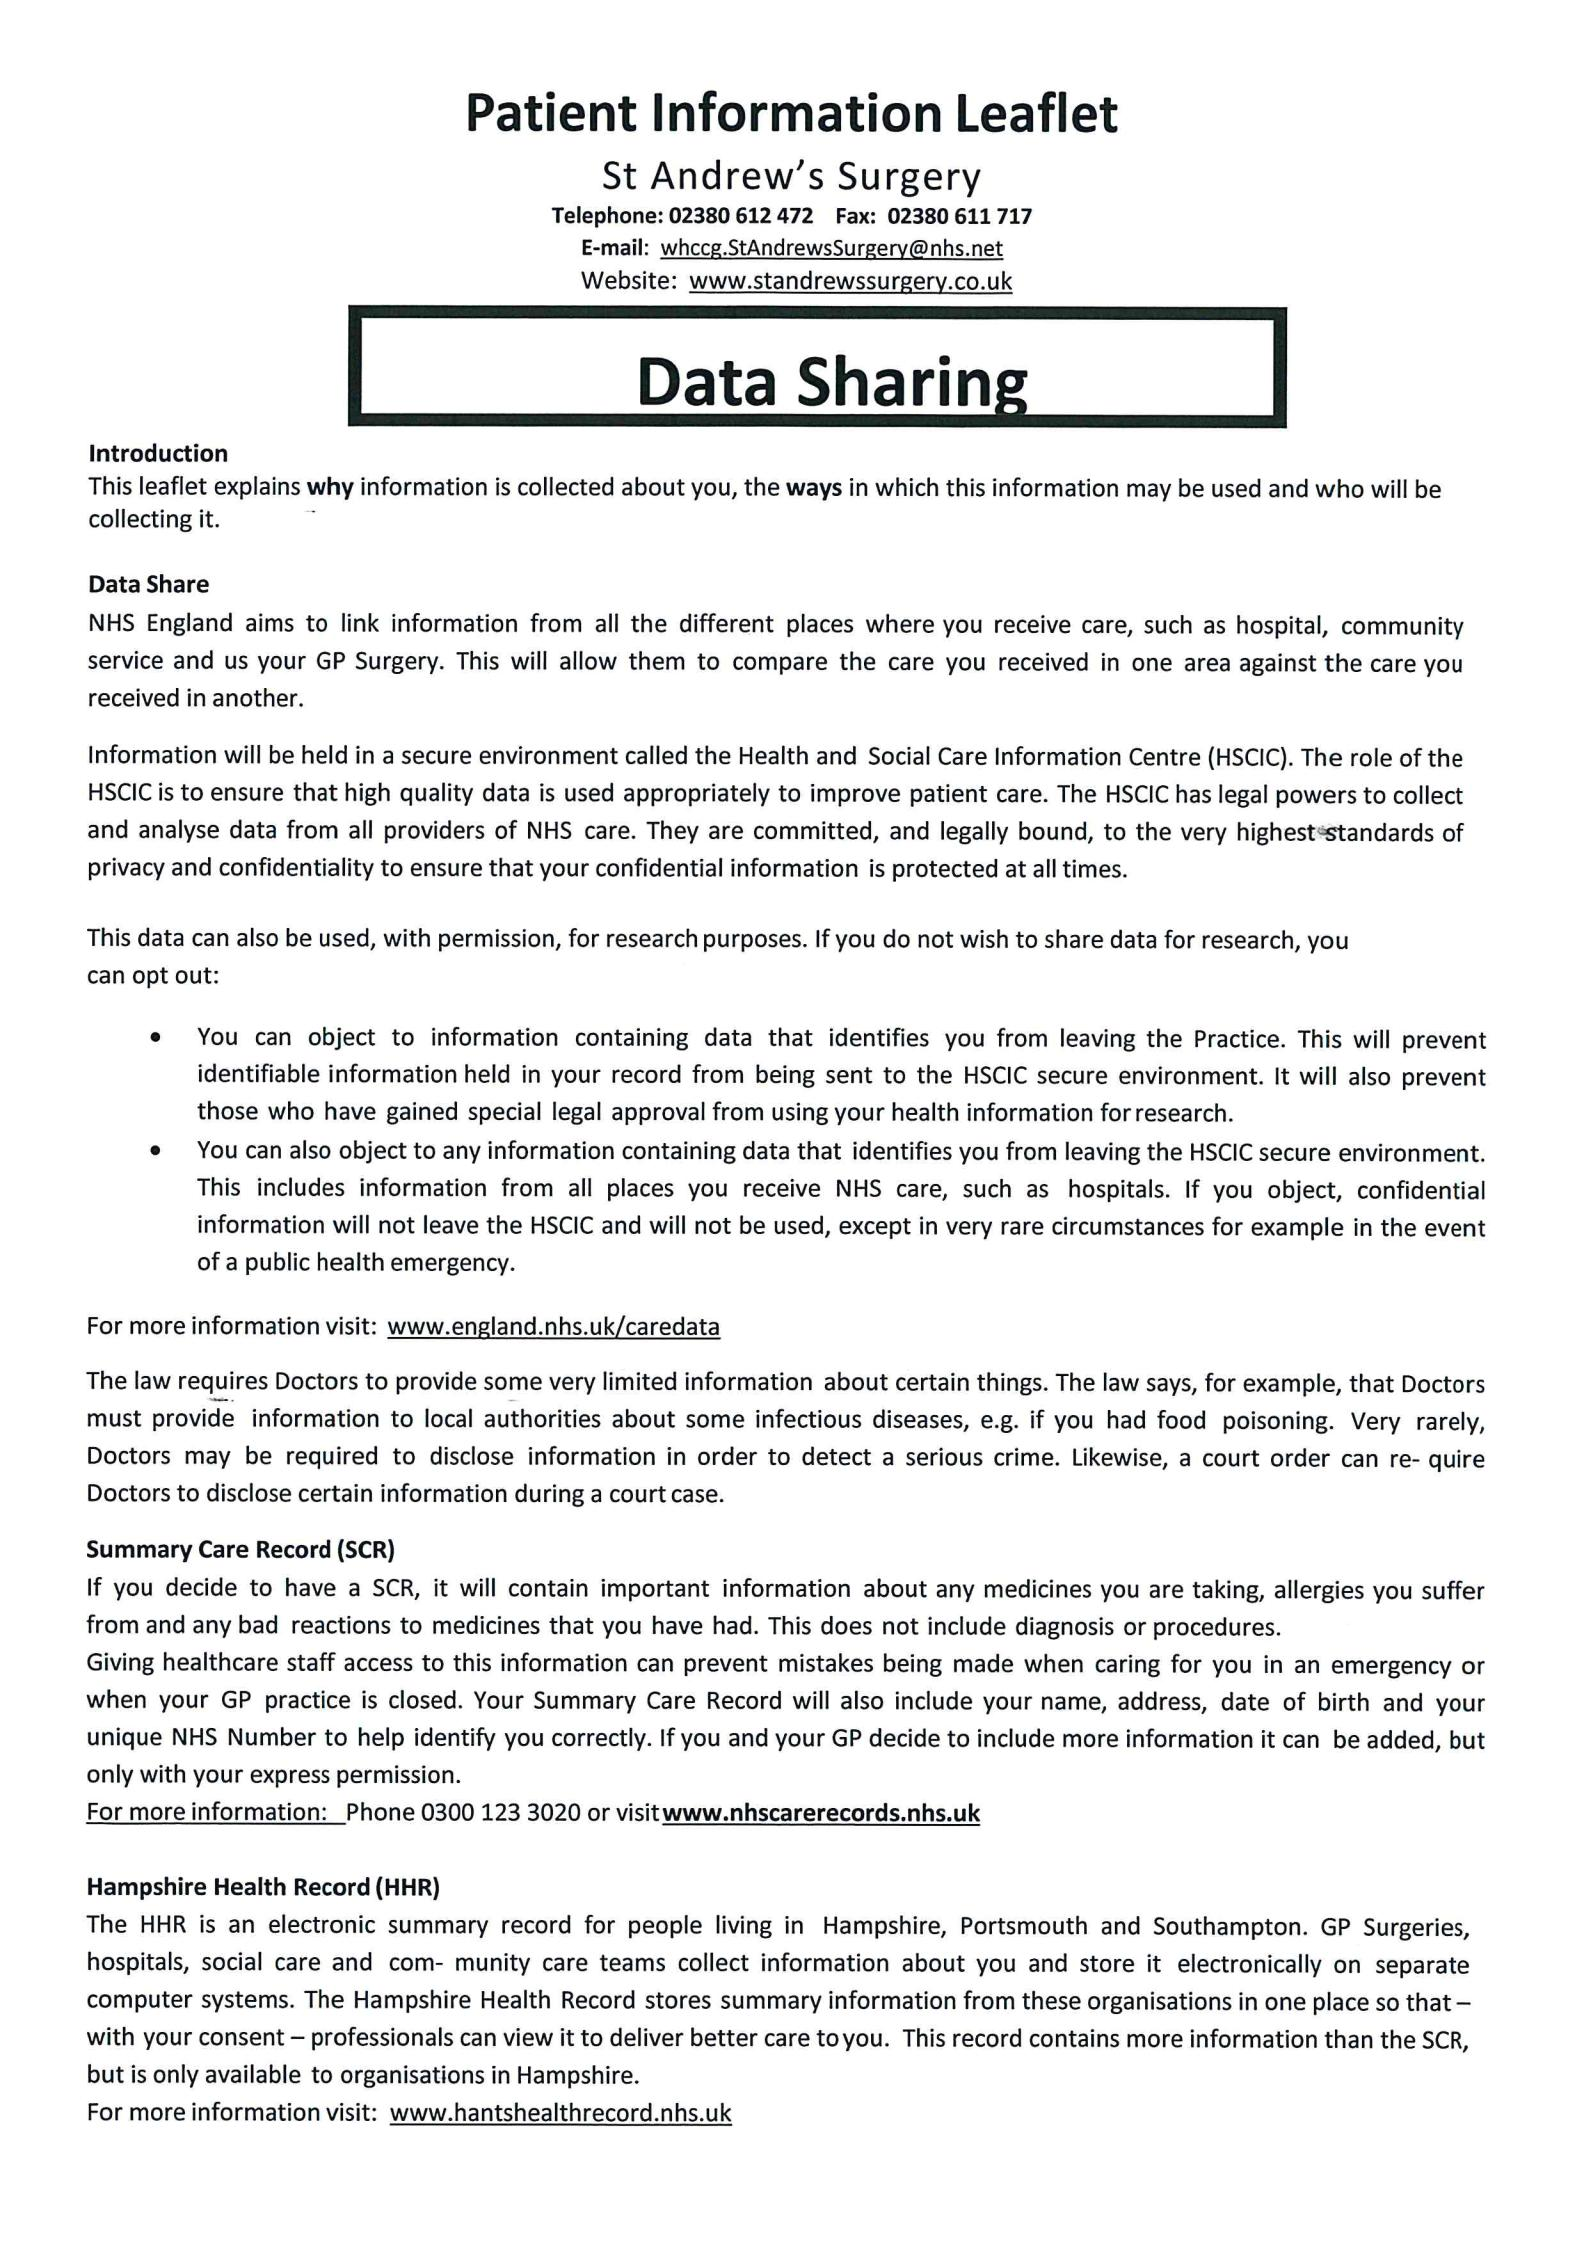 Patient Information Leaflet
St Andrew's Surgery
Telephone: 02380 612 472 Fax: 02380 611 717
E-mail: whccg.StAndrewsSurgery@nhs.net
Website: www.standrewssurgery.co.uk
Data Sharing
Introduction
This leaflet explains why information is collected about you, the ways in which this information may be used and who will be
collecting it.
Data Share
NHS England aims to link information from all the different places where you receive care, such as hospital, community
service and us your GP Surgery. This will allow them to compare the care you received in one area against the care you
received in another.
Information will be held in a secure environment called the Health and Social Care Information Centre (HSCIC). The role of the
HSCIC is to ensure that high quality data is used appropriately to improve patient care. The HSCIC has legal powers to collect
and analyse data from all providers of NHS care. They are committed, and legally bound, to the very highest standards of
privacy and confidentiality to ensure that your confidential information is protected at all times.
This data can also be used, with permission, for research purposes. If you do not wish to share data for research, you
can opt out:
• You can object to information containing data that identifies you from leaving the Practice. This will prevent
identifiable information held in your record from being sent to the HSCIC secure environment. It will also prevent
those who have gained special legal approval from using your health information for research.
• You can also object to any information containing data that identifies you from leaving the HSCIC secure environment.
This includes information from all places you receive NHS care, such as hospitals. If you object, confidential
information will not leave the HSCIC and will not be used, except in very rare circumstances for example in the event
of a public health emergency.
For more information visit: www.england.nhs.uk/caredata
The law requires Doctors to provide some very limited information about certain things. The law says, for example, that Doctors
must provide information to local authorities about some infectious diseases, e.g. if you had food poisoning. Very rarely,
Doctors may be required to disclose information in order to detect a serious crime. Likewise, a court order can re- quire
Doctors to disclose certain information during a court case.
Summary Care Record (SCR)
If you decide to have a SCR, it will contain important information about any medicines you are taking, allergies you suffer
from and any bad reactions to medicines that you have had. This does not include diagnosis or procedures.
Giving healthcare staff access to this information can prevent mistakes being made when caring for you in an emergency or
when your GP practice is closed. Your Summary Care Record will also include your name, address, date of birth and your
unique NHS Number to help identify you correctly. If you and your GP decide to include more information it can be added, but
only with your express permission.
For more information: Phone 0300 123 3020 or visit www.nhscarerecords.nhs.uk
Hampshire Health Record (HHR)
The HHR is an electronic summary record for people living in Hampshire, Portsmouth and Southampton. GP Surgeries,
hospitals, social care and com- munity care teams collect information about you and store it electronically on separate
computer systems. The Hampshire Health Record stores summary information from these organisations in one place so that –
with your consent – professionals can view it to deliver better care to you. This record contains more information than the SCR,
but is only available to organisations in Hampshire.
For more information visit: www.hantshealthrecord.nhs.uk